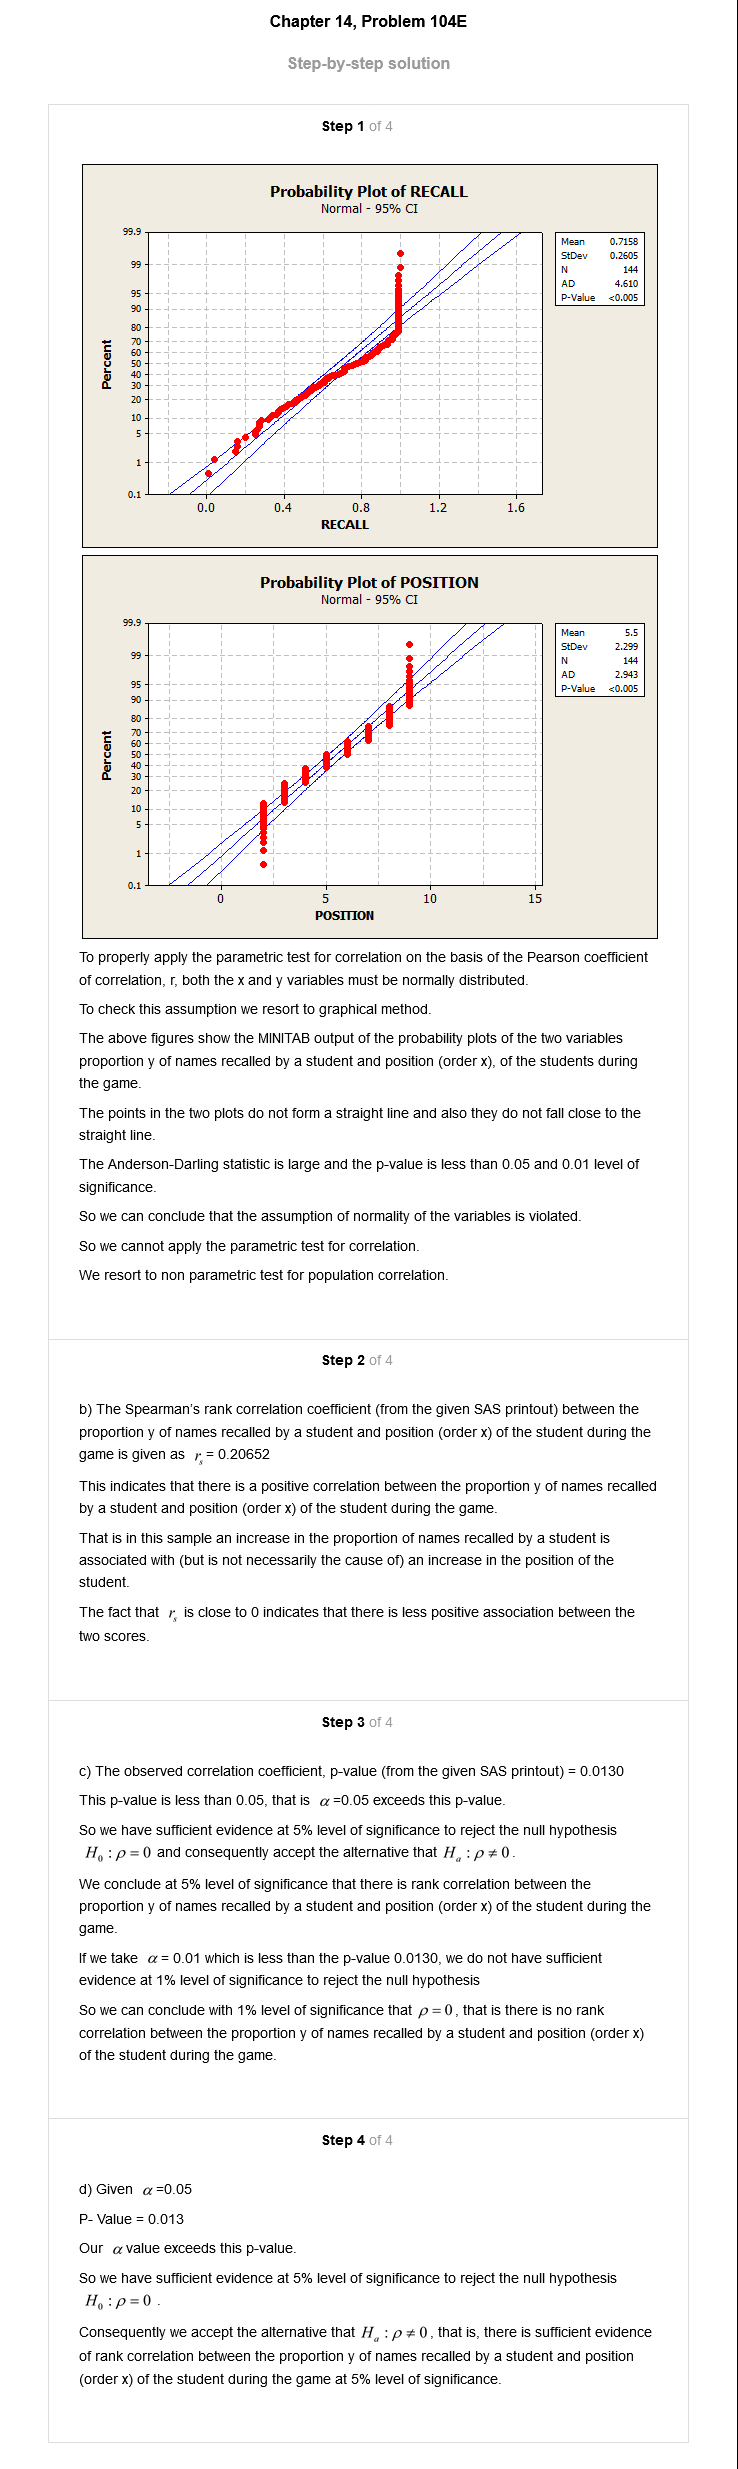 Chapter 14, Problem 104E
Step-by-step solution
Step 1 of 4
Probability Plot of RECALL
Normal - 95% CI
99.9
99
95
90
80
70
60
50
40
30
20
10
5
1
0.1
Percent
0.0 0.4 0.8 1.2 1.6
RECALL
Mean 0.7158
StDev 0.2605
N 144
AD 4.610
P-Value <0.005
Probability Plot of POSITION
Normal - 95% CI
99.9
99
95
90
80
70
60
50
40
30
20
10
5
1
0.1
Percent
0 5 10 15
POSITION
Mean 5.5
StDev 2.299
N 144
AD 2.943
P-Value <0.005
To properly apply the parametric test for correlation on the basis of the Pearson coefficient
of correlation, r, both the x and y variables must be normally distributed.
To check this assumption we resort to graphical method.
The above figures show the MINITAB output of the probability plots of the two variables
proportion y of names recalled by a student and position (order x), of the students during
the game.
The points in the two plots do not form a straight line and also they do not fall close to the
straight line.
The Anderson-Darling statistic is large and the p-value is less than 0.05 and 0.01 level of
significance.
So we can conclude that the assumption of normality of the variables is violated.
So we cannot apply the parametric test for correlation.
We resort to non parametric test for population correlation.
Step 2 of 4
b) The Spearman's rank correlation coefficient (from the given SAS printout) between the
proportion y of names recalled by a student and position (order x) of the student during the
game is given as r_s = 0.20652
This indicates that there is a positive correlation between the proportion y of names recalled
by a student and position (order x) of the student during the game.
That is in this sample an increase in the proportion of names recalled by a student is
associated with (but is not necessarily the cause of) an increase in the position of the
student.
The fact that r_s is close to 0 indicates that there is less positive association between the
two scores.
Step 3 of 4
c) The observed correlation coefficient, p-value (from the given SAS printout) = 0.0130
This p-value is less than 0.05, that is α =0.05 exceeds this p-value.
So we have sufficient evidence at 5% level of significance to reject the null hypothesis
H₀ : ρ = 0 and consequently accept the alternative that H_a : ρ ≠ 0.
We conclude at 5% level of significance that there is rank correlation between the
proportion y of names recalled by a student and position (order x) of the student during the
game.
If we take α = 0.01 which is less than the p-value 0.0130, we do not have sufficient
evidence at 1% level of significance to reject the null hypothesis
So we can conclude with 1% level of significance that ρ = 0, that is there is no rank
correlation between the proportion y of names recalled by a student and position (order x)
of the student during the game.
Step 4 of 4
d) Given α =0.05
P- Value = 0.013
Our α value exceeds this p-value.
So we have sufficient evidence at 5% level of significance to reject the null hypothesis
H₀ : ρ = 0 .
Consequently we accept the alternative that H_a : ρ ≠ 0, that is, there is sufficient evidence
of rank correlation between the proportion y of names recalled by a student and position
(order x) of the student during the game at 5% level of significance.